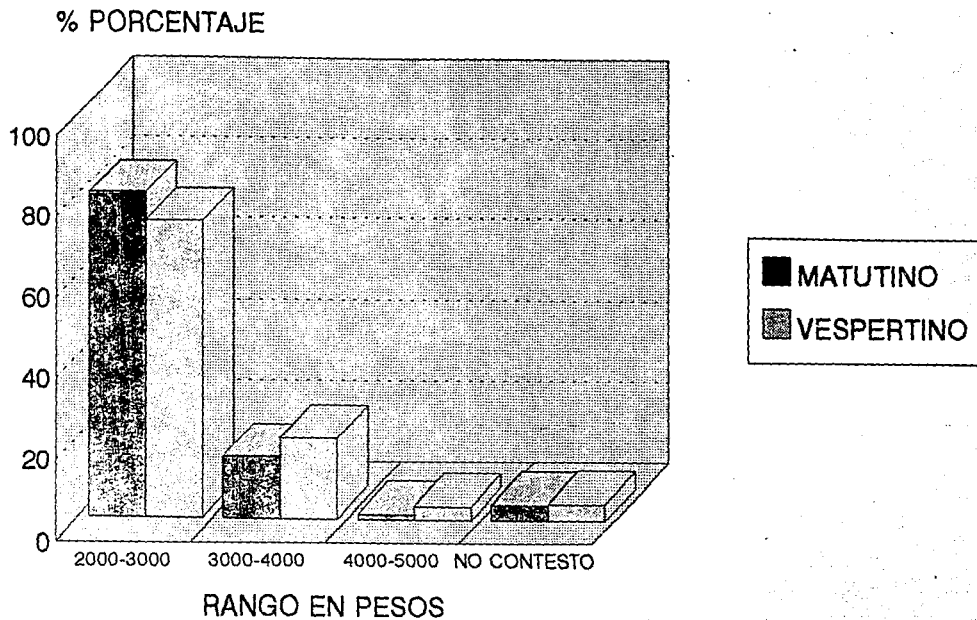 % PORCENTAJE
100
80
60
40
20
0
2000-3000 3000-4000 4000-5000 NO CONTESTO
RANGO EN PESOS
MATUTINO
VESPERTINO